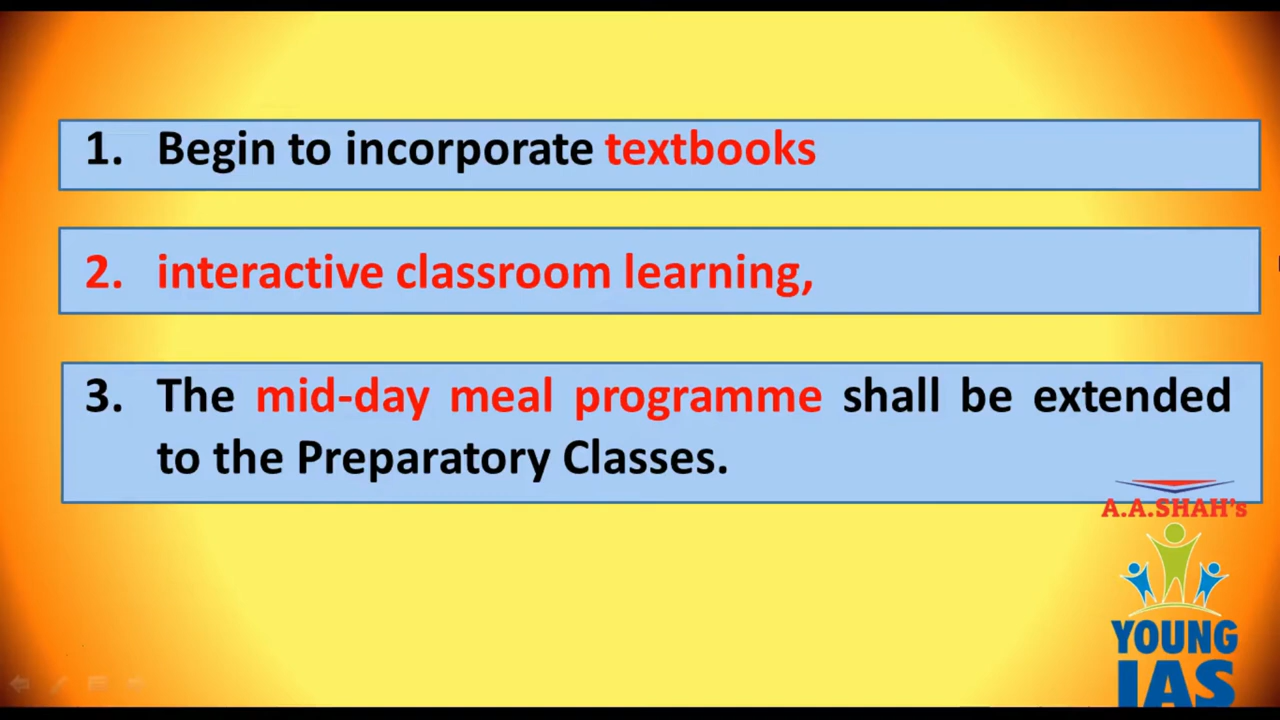 1. Begin to incorporate textbooks
2. interactive classroom learning,
3. The mid-day meal programme shall be extended
to the Preparatory Classes.
A.A.SHAH's
YOUNG
IAS